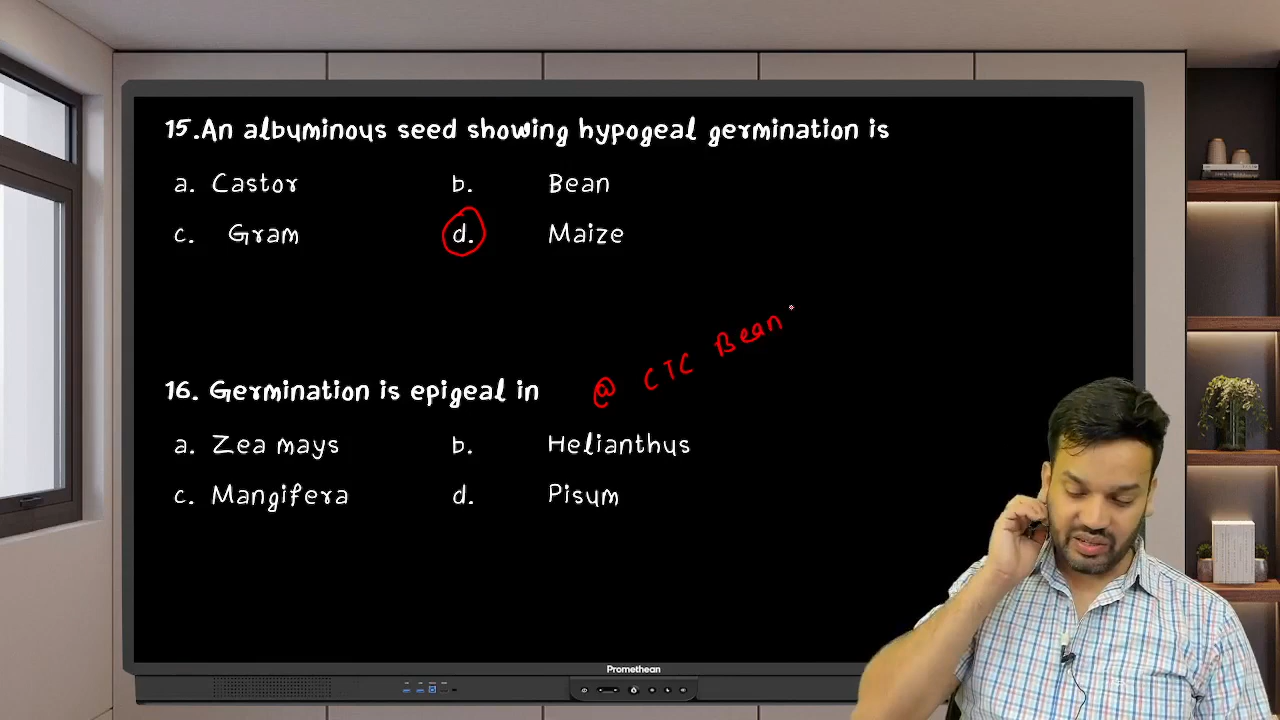 15.An albuminous seed showing hypogeal germination is
a. Castor b. Bean
c. Gram d. Maize
@ CTC Bean
16. Germination is epigeal in
a. Zea mays b. Helianthus
c. Mangifera d. Pisum
Promethean